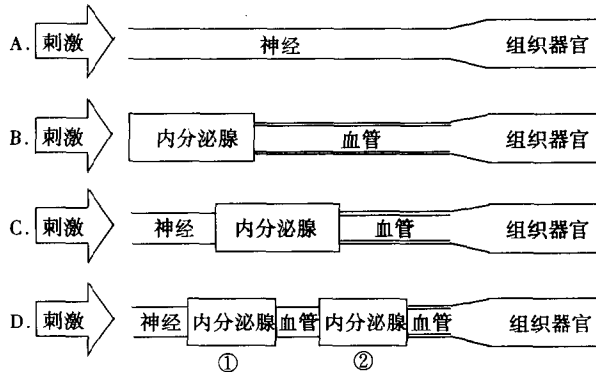 A. 刺激 神经 组织器官
B. 刺激 内分泌腺 血管 组织器官
C. 刺激 神经 内分泌腺 血管 组织器官
D. 刺激 神经 内分泌腺 血管 内分泌腺 血管 组织器官
① ②